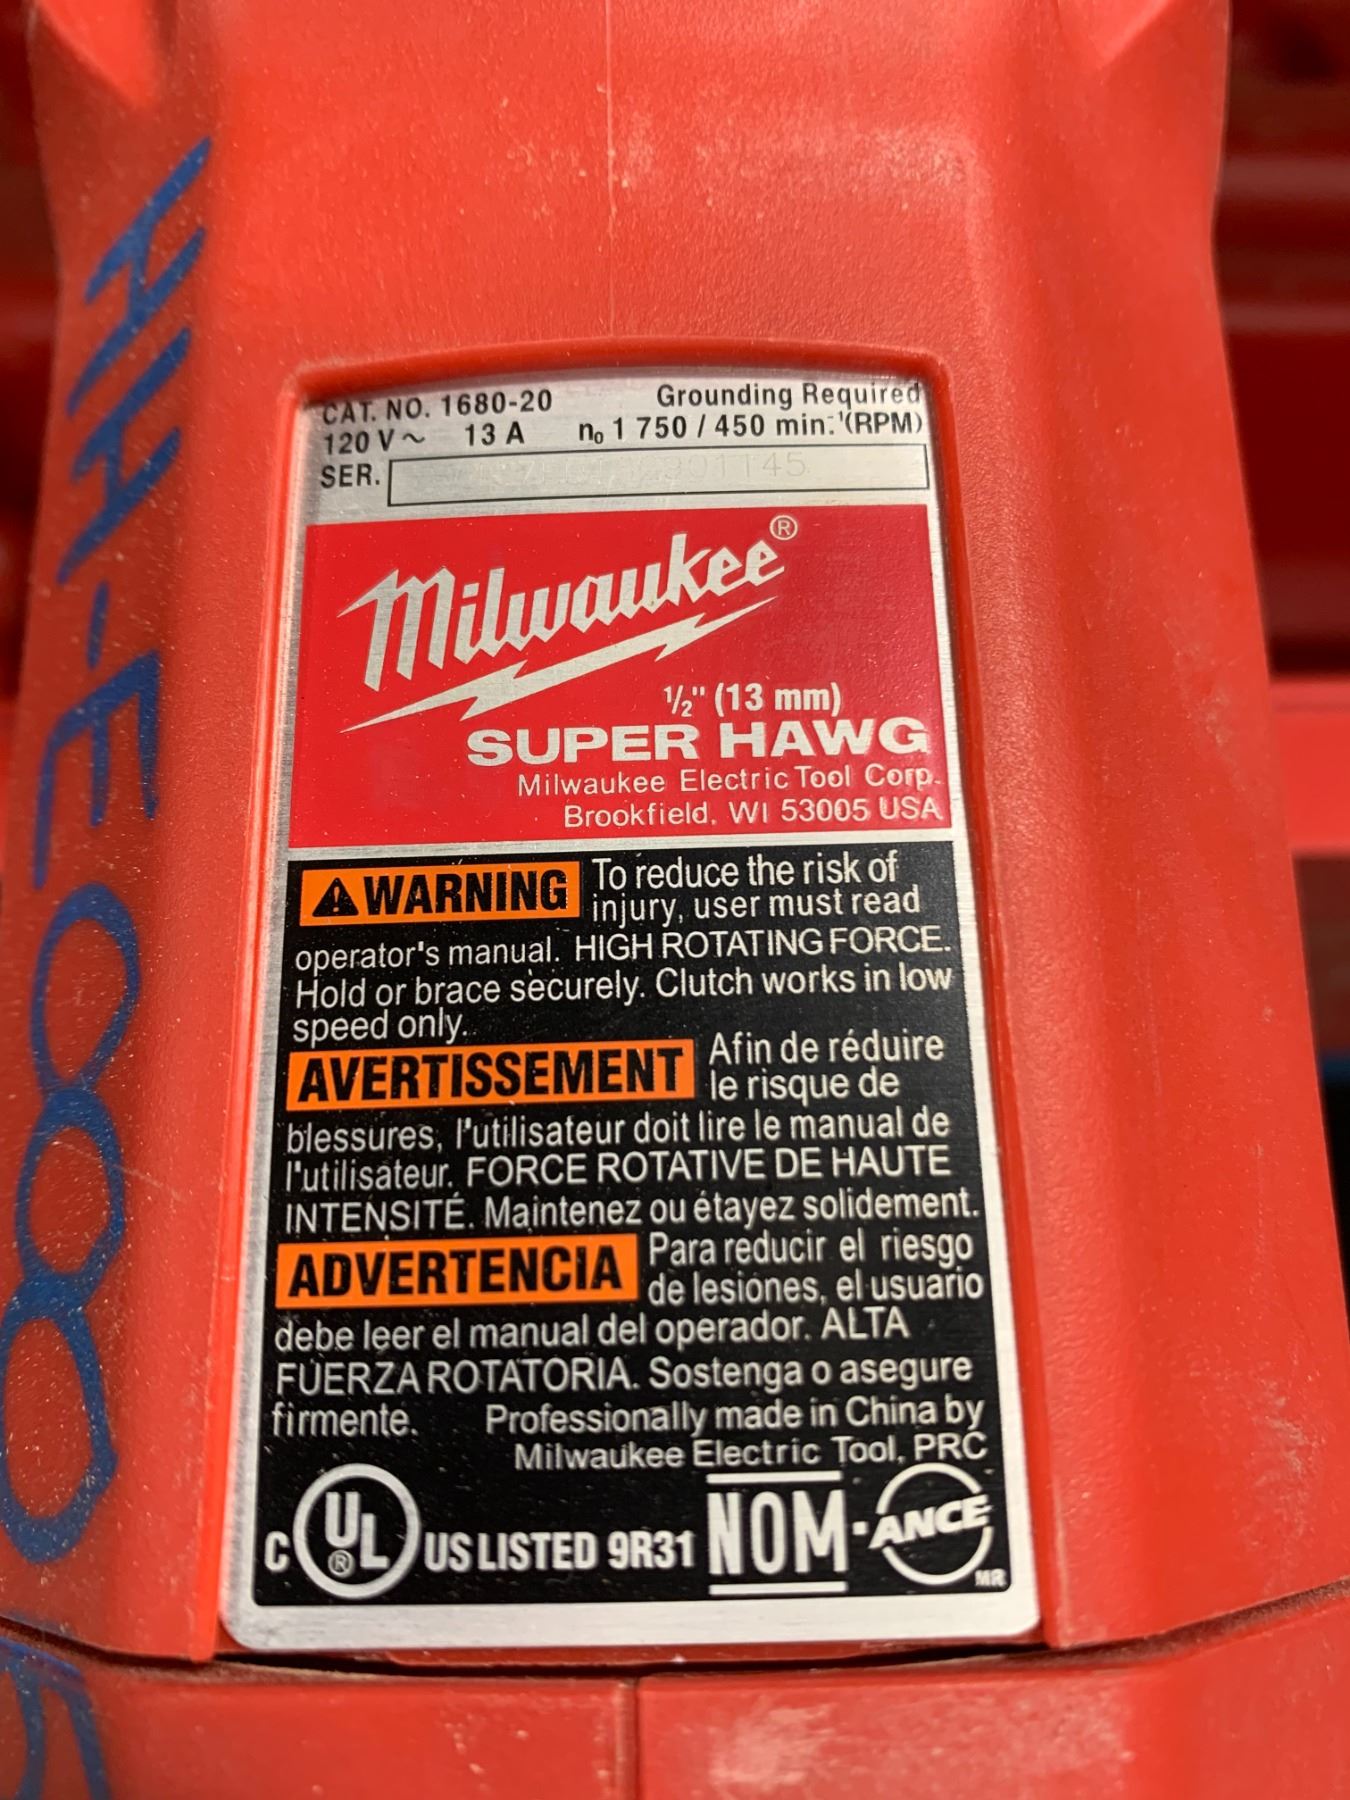 CAT. NO. 1680-20 Grounding Required
120 V ~ 13 A n₀ 1 750 / 450 min.⁻¹(RPM)
SER.
Milwaukee®
1/2" (13 mm)
SUPER HAWG
Milwaukee Electric Tool Corp.
Brookfield, WI 53005 USA
⚠WARNING To reduce the risk of
injury, user must read
operator's manual. HIGH ROTATING FORCE.
Hold or brace securely. Clutch works in low
speed only.
AVERTISSEMENT Afin de réduire
le risque de
blessures, l'utilisateur doit lire le manual de
l'utilisateur. FORCE ROTATIVE DE HAUTE
INTENSITÉ. Maintenez ou étayez solidement.
ADVERTENCIA Para reducir el riesgo
de lesiónes, el usuario
debe leer el manual del operador. ALTA
FUERZA ROTATORIA. Sostenga o asegure
firmente. Professionally made in China by
Milwaukee Electric Tool, PRC
C UL® US LISTED 9R31 NOM-ANCE
MR